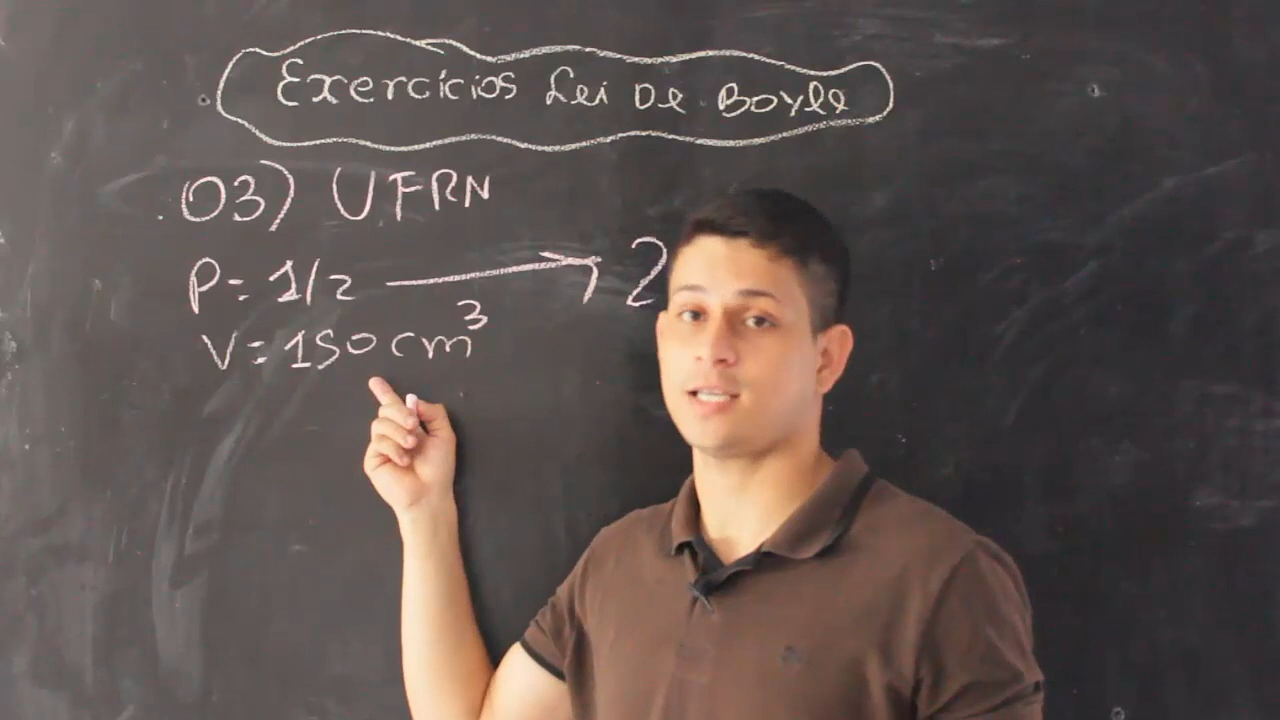 Exercícios Lei De Boyle
03) UFRN
P= 1/2 → 2
V= 150 cm³